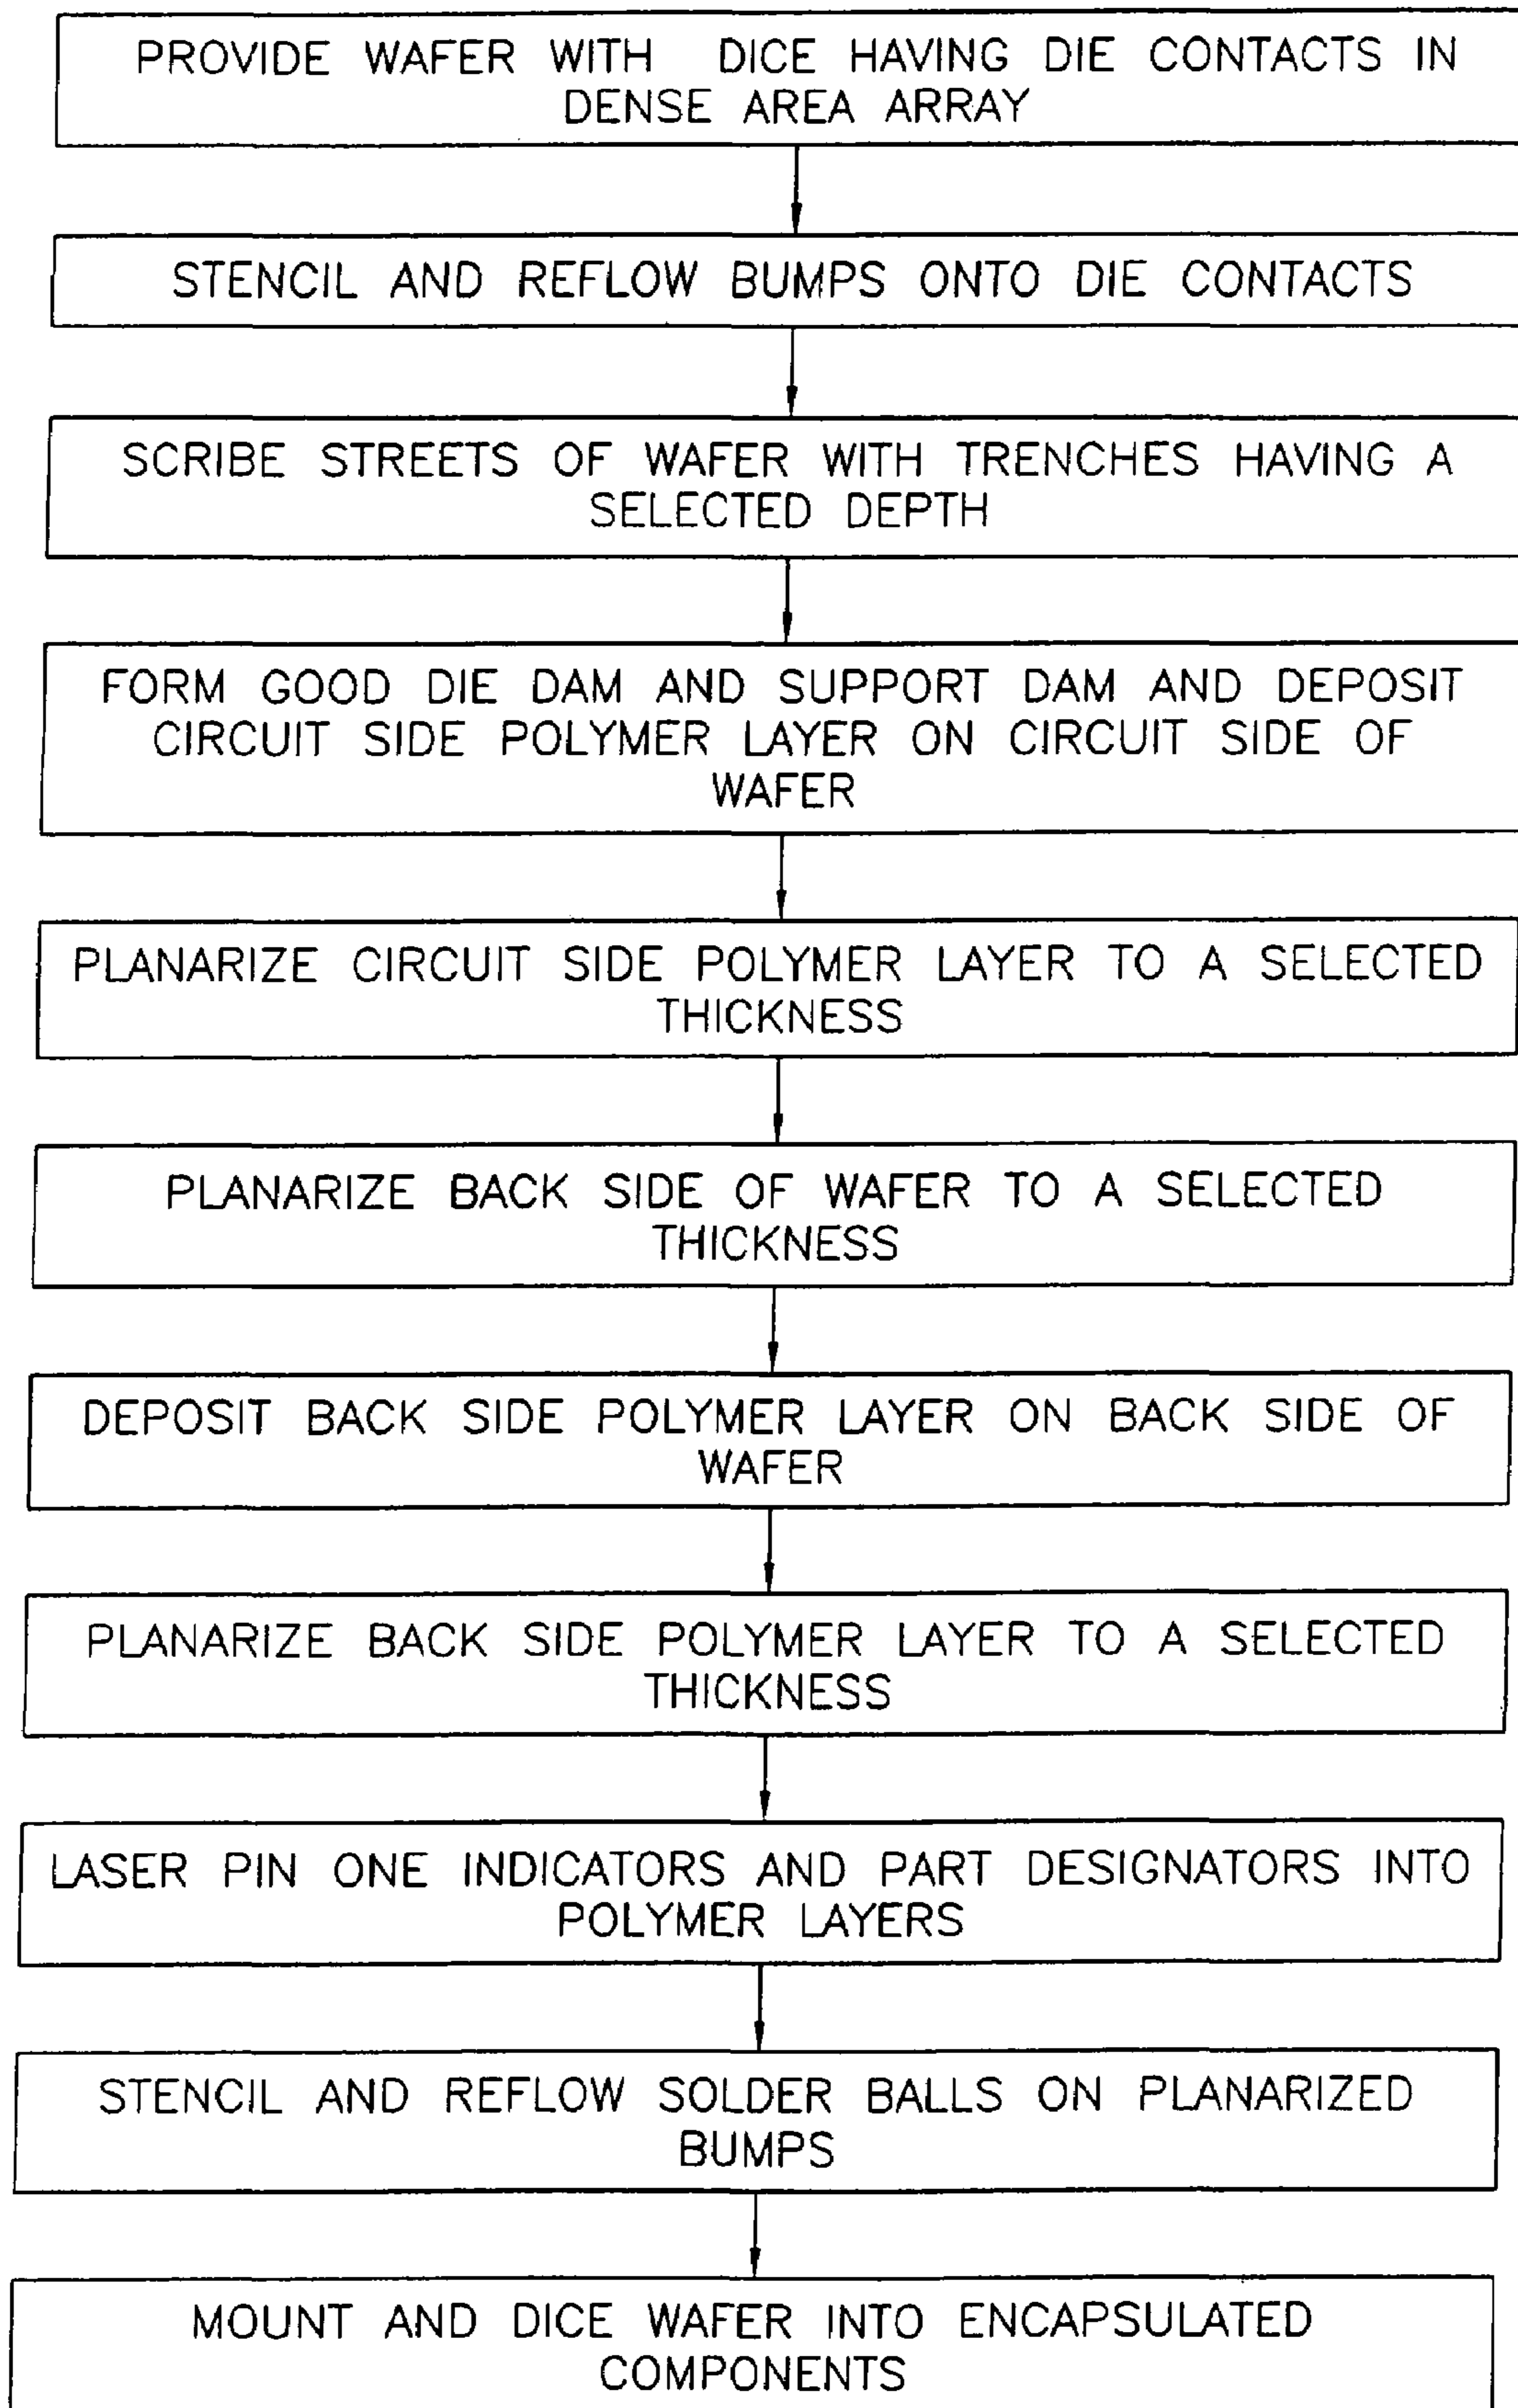 PROVIDE WAFER WITH DICE HAVING DIE CONTACTS IN
DENSE AREA ARRAY
STENCIL AND REFLOW BUMPS ONTO DIE CONTACTS
SCRIBE STREETS OF WAFER WITH TRENCHES HAVING A
SELECTED DEPTH
FORM GOOD DIE DAM AND SUPPORT DAM AND DEPOSIT
CIRCUIT SIDE POLYMER LAYER ON CIRCUIT SIDE OF
WAFER
PLANARIZE CIRCUIT SIDE POLYMER LAYER TO A SELECTED
THICKNESS
PLANARIZE BACK SIDE OF WAFER TO A SELECTED
THICKNESS
DEPOSIT BACK SIDE POLYMER LAYER ON BACK SIDE OF
WAFER
PLANARIZE BACK SIDE POLYMER LAYER TO A SELECTED
THICKNESS
LASER PIN ONE INDICATORS AND PART DESIGNATORS INTO
POLYMER LAYERS
STENCIL AND REFLOW SOLDER BALLS ON PLANARIZED
BUMPS
MOUNT AND DICE WAFER INTO ENCAPSULATED
COMPONENTS